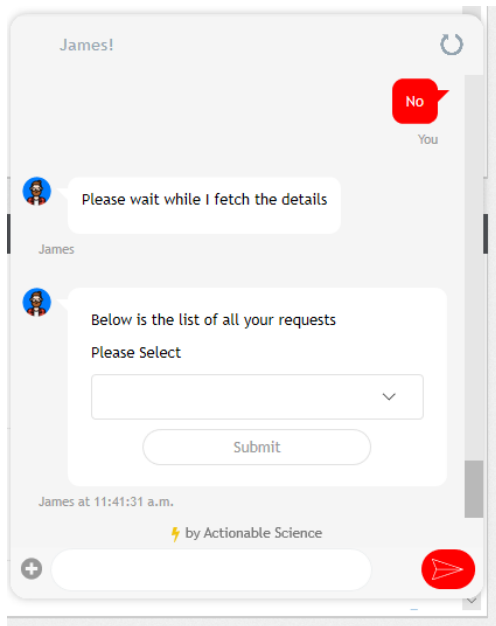 James!
No
You
Please wait while I fetch the details
James
Below is the list of all your requests
Please Select
Submit
James at 11:41:31 a.m.
by Actionable Science